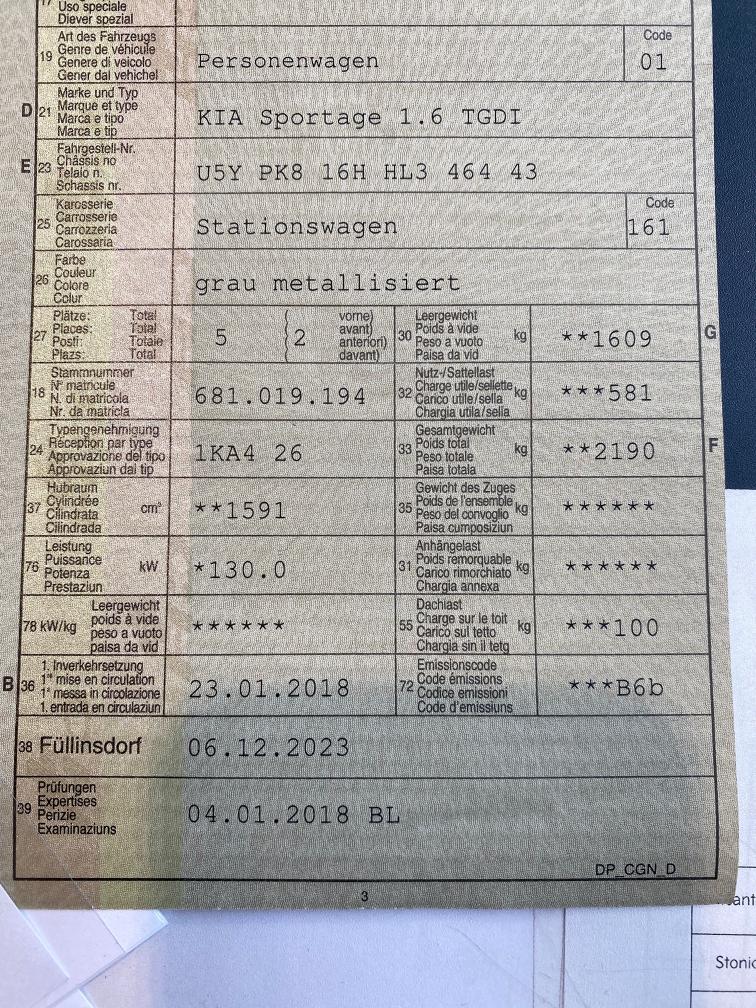 17 Uso speciale
Diever spezial
19 Art des Fahrzeugs
Genre de véhicule
Genere di veicolo
Gener dal vehichel
Personenwagen
Code
01
D 21 Marke und Typ
Marque et type
Marca e tipo
Marca e tip
KIA Sportage 1.6 TGDI
E 23 Fahrgestell-Nr.
Châssis no
Telaio n.
Schassis nr.
U5Y PK8 16H HL3 464 43
25 Karosserie
Carrosserie
Carrozzeria
Carossaria
Stationswagen
Code
161
26 Farbe
Couleur
Colore
Colur
grau metallisiert
27 Plätze: Total
Places: Total
Posti: Totale
Plazs: Total
5 (2 vorne)
avant)
anteriori)
davant)
30 Leergewicht
Poids à vide
Peso a vuoto
Paisa da vid
kg **1609 G
18 Stammnummer
N° matricule
N. di matricola
Nr. da matricla
681.019.194
32 Nutz-/Sattellast
Charge utile/sellette
Carico utile/sella
Chargia utila/sella
kg ***581
24 Typengenehmigung
Réception par type
Approvazione del tipo
Approvaziun dal tip
1KA4 26
33 Gesamtgewicht
Poids total
Peso totale
Paisa totala
kg **2190 F
37 Hubraum
Cylindrée
Cilindrata
Cilindrada
cm³ **1591
35 Gewicht des Zuges
Poids de l'ensemble
Peso del convoglio
Paisa cumposiziun
kg ******
76 Leistung
Puissance
Potenza
Prestaziun
kW *130.0
31 Anhängelast
Poids remorquable
Carico rimorchiato
Chargia annexa
kg ******
78 kW/kg Leergewicht
poids à vide
peso a vuoto
paisa da vid
******
55 Dachlast
Charge sur le toit
Carico sul tetto
Chargia sin il tetg
kg ***100
B 36 1. Inverkehrsetzung
1re mise en circulation
1a messa in circolazione
1. entrada en circulaziun
23.01.2018
72 Emissionscode
Code émissions
Codice emissioni
Code d'emissiuns
***B6b
38 Füllinsdorf 06.12.2023
39 Prüfungen
Expertises
Perizie
Examinaziuns
04.01.2018 BL
DP_CGN_D
3
Stonic